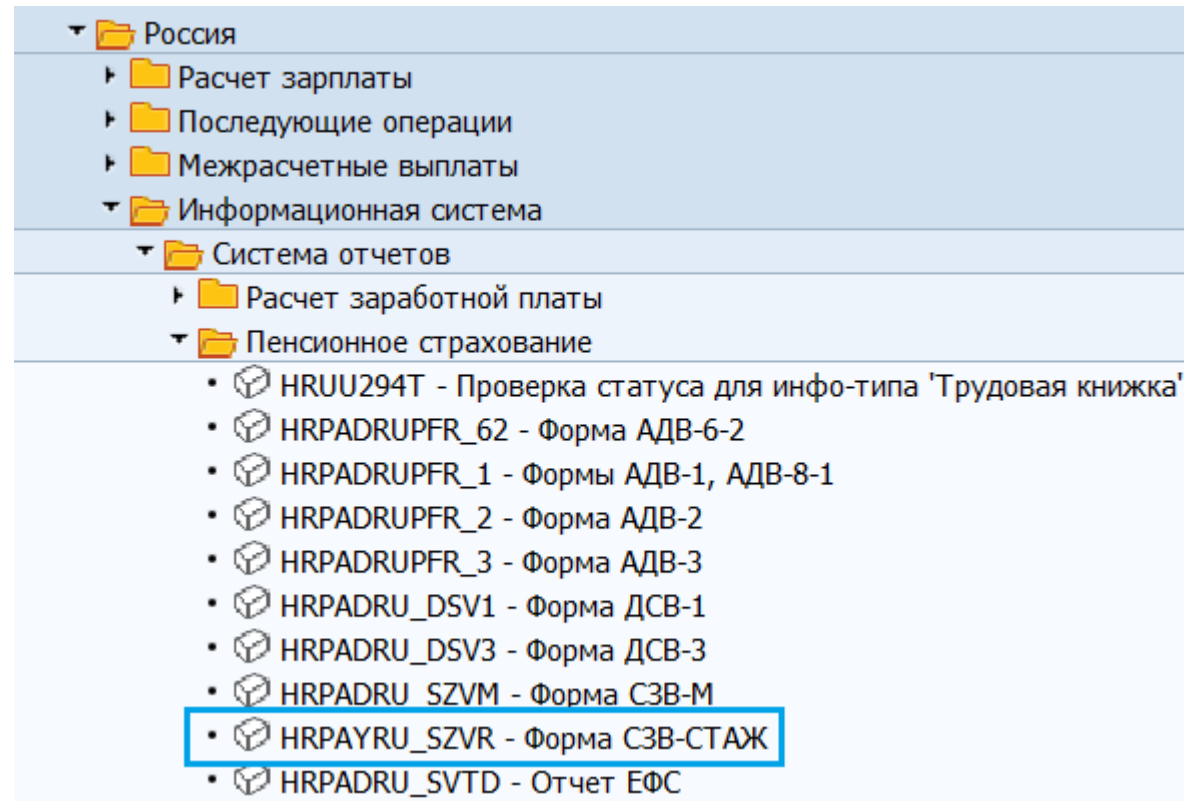 Россия
Расчет зарплаты
Последующие операции
Межрасчетные выплаты
Информационная система
Система отчетов
Расчет заработной платы
Пенсионное страхование
HRUU294T - Проверка статуса для инфо-типа 'Трудовая книжка'
HRPADRUPFR_62 - Форма АДВ-6-2
HRPADRUPFR_1 - Формы АДВ-1, АДВ-8-1
HRPADRUPFR_2 - Форма АДВ-2
HRPADRUPFR_3 - Форма АДВ-3
HRPADRU_DSV1 - Форма ДСВ-1
HRPADRU_DSV3 - Форма ДСВ-3
HRPADRU_SZVM - Форма СЗВ-М
HRPAYRU_SZVR - Форма СЗВ-СТАЖ
HRPADRU_SVTD - Отчет ЕФС